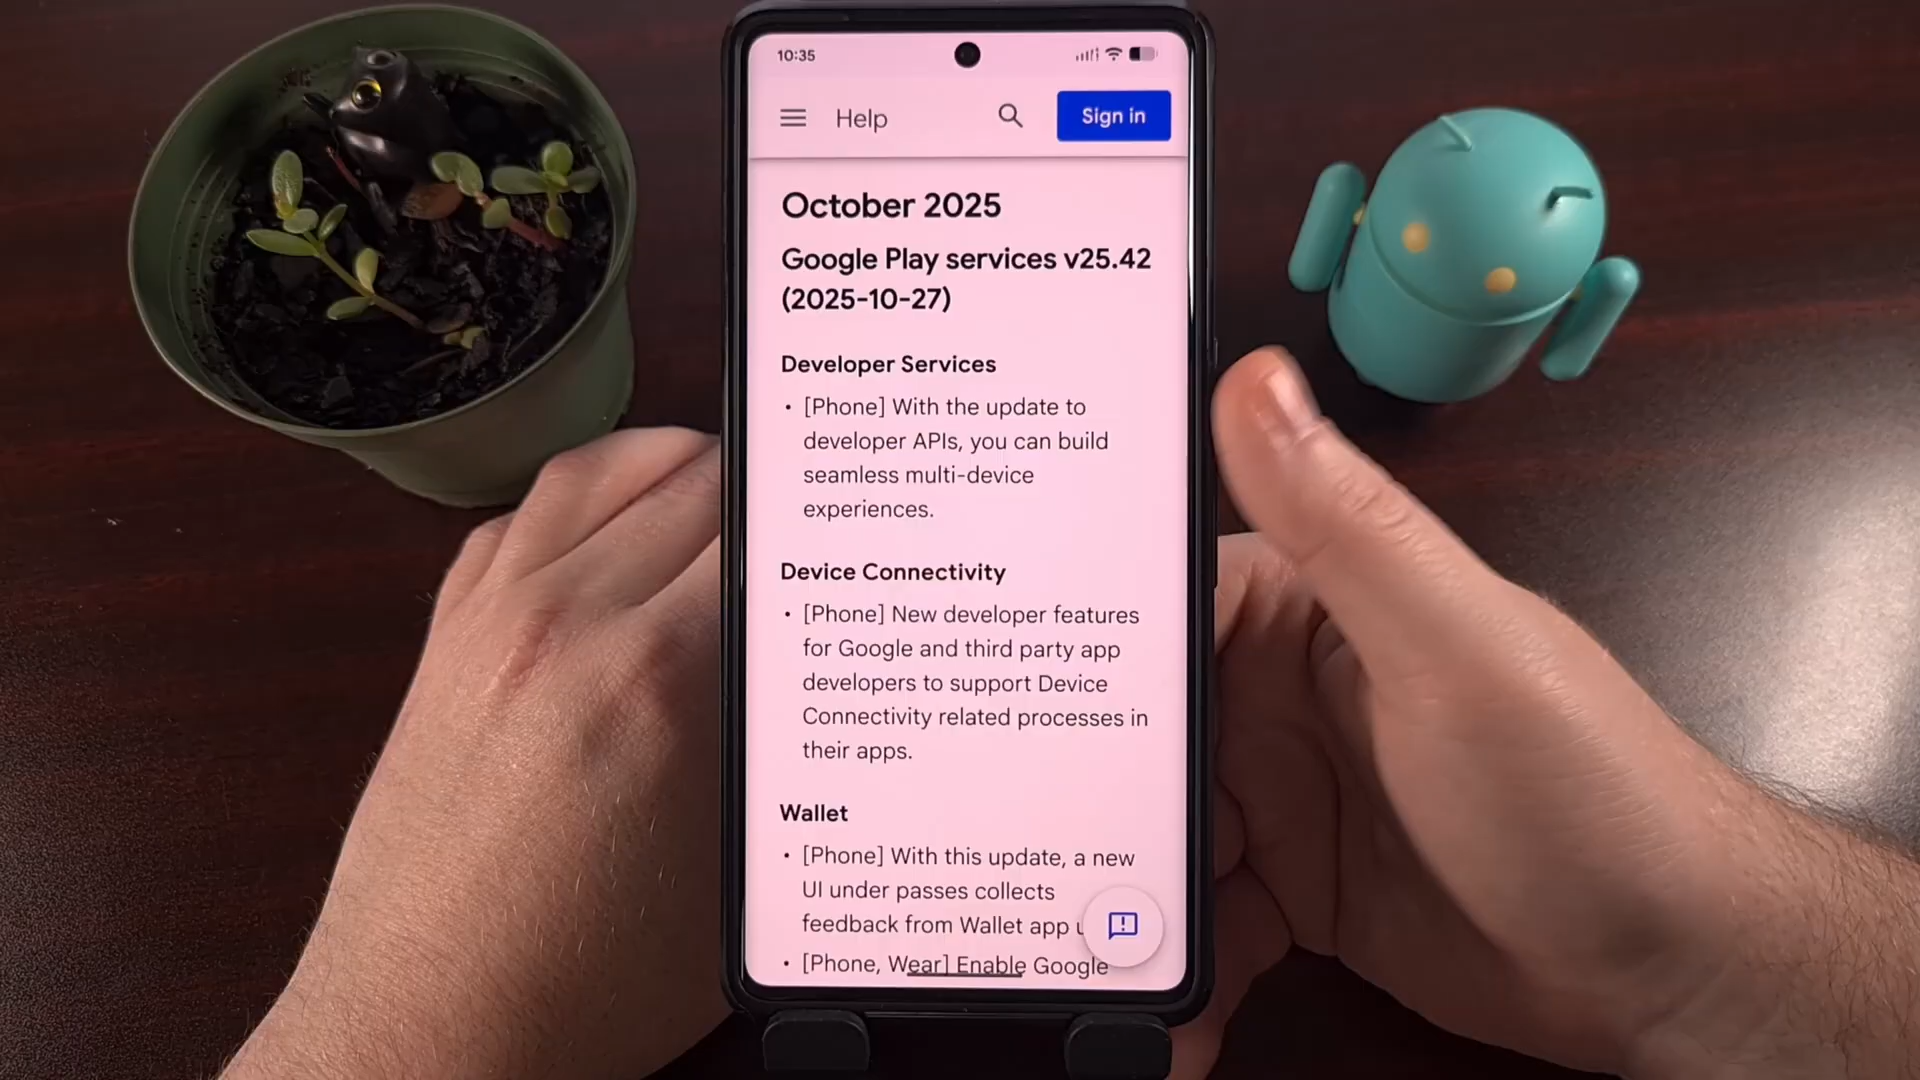 10:35
Help
Sign in
October 2025
Google Play services v25.42
(2025-10-27)
Developer Services
• [Phone] With the update to
developer APIs, you can build
seamless multi-device
experiences.
Device Connectivity
• [Phone] New developer features
for Google and third party app
developers to support Device
Connectivity related processes in
their apps.
Wallet
• [Phone] With this update, a new
UI under passes collects
feedback from Wallet app
• [Phone, Wear] Enable Google